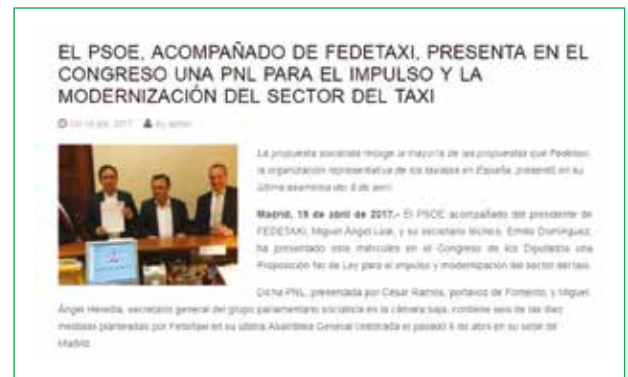 EL PSOE, ACOMPAÑADO DE FEDETAXI, PRESENTA EN EL
CONGRESO UNA PNL PARA EL IMPULSO Y LA
MODERNIZACIÓN DEL SECTOR DEL TAXI
2017 By admin
La propuesta socialista recoge la mayoría de las propuestas que Fedetaxi,
la organización representativa de los taxistas en España, presentó en su
última asamblea del 6 de abril.
Madrid, 19 de abril de 2017.- El PSOE acompañado del presidente de
FEDETAXI, Miguel Ángel Leal, y su secretario técnico, Emilio Domínguez,
ha presentado este miércoles en el Congreso de los Diputados una
Proposición No de Ley para el impulso y modernización del sector del taxi.
Dicha PNL, presentada por César Ramos, portavoz de Fomento, y Miguel
Ángel Heredia, secretario general del grupo parlamentario socialista en la cámara baja, contiene seis de las diez
medidas planteadas por Fedetaxi en su última Asamblea General celebrada el pasado 6 de abril en su sede de
Madrid.